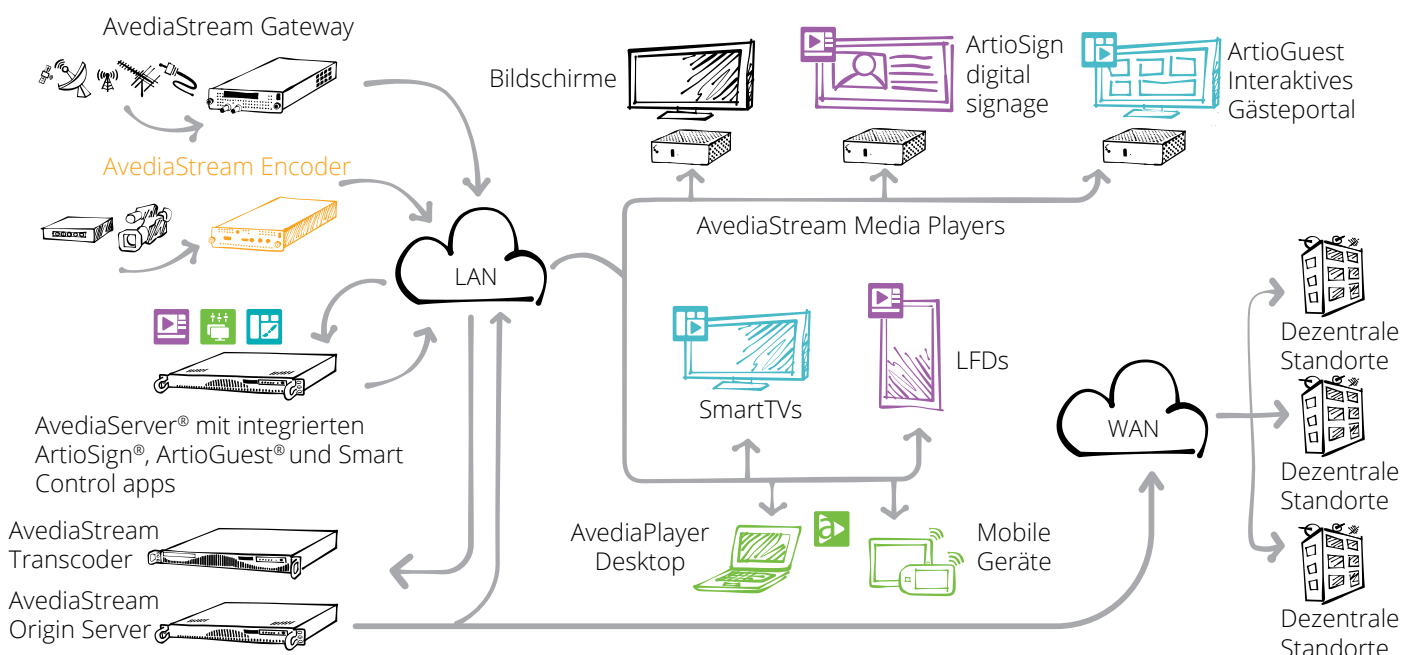 AvediaStream Gateway
Bildschirme
ArtioSign
digital
signage
ArtioGuest
Interaktives
Gästeportal
AvediaStream Encoder
AvediaStream Media Players
LAN
SmartTVs
LFDs
AvediaServer® mit integrierten
ArtioSign®, ArtioGuest® und Smart
Control apps
WAN
Dezentrale
Standorte
Dezentrale
Standorte
Dezentrale
Standorte
AvediaStream
Transcoder
AvediaPlayer
Desktop
a
Mobile
Geräte
AvediaStream
Origin Server